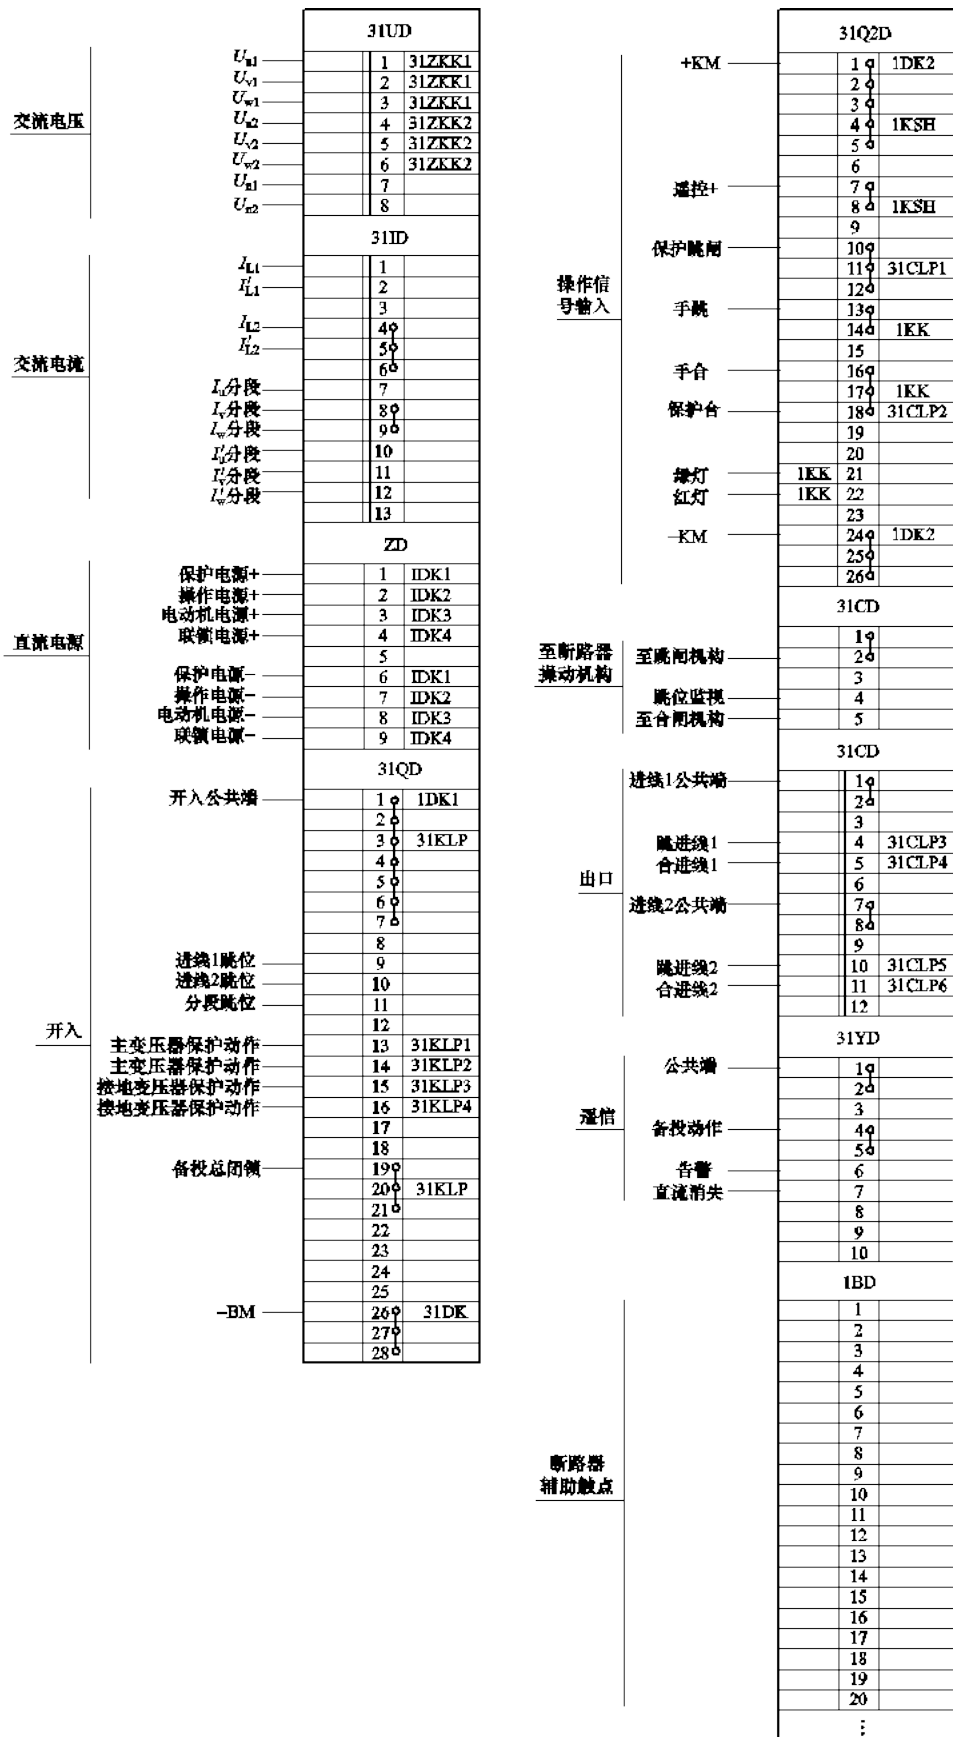 31UD
交流电压
U_u1 1 31ZKK1
U_v1 2 31ZKK1
U_w1 3 31ZKK1
U_u2 4 31ZKK2
U_v2 5 31ZKK2
U_w2 6 31ZKK2
U_n1 7
U_n2 8
31ID
交流电流
I_L1 1
I'_L1 2
3
I_L2 4
I'_L2 5
6
I_u分段 7
I_v分段 8
I_w分段 9
I'_u分段 10
I'_v分段 11
I'_w分段 12
13
ZD
直流电源
保护电源+ 1 IDK1
操作电源+ 2 IDK2
电动机电源+ 3 IDK3
联锁电源+ 4 IDK4
5
保护电源- 6 IDK1
操作电源- 7 IDK2
电动机电源- 8 IDK3
联锁电源- 9 IDK4
31QD
开入
开入公共端 1 1DK1
2
3 31KLP
4
5
6
7
8
进线1跳位 9
进线2跳位 10
分段跳位 11
12
主变压器保护动作 13 31KLP1
主变压器保护动作 14 31KLP2
接地变压器保护动作 15 31KLP3
接地变压器保护动作 16 31KLP4
17
18
备投总闭锁 19
20 31KLP
21
22
23
24
25
-BM 26 31DK
27
28
31Q2D
操作信
号输入
+KM 1 1DK2
2
3
4 1KSH
5
6
遥控+ 7
8 1KSH
9
保护跳闸 10
11 31CLP1
12
手跳 13
14 1KK
15
手合 16
17 1KK
保护合 18 31CLP2
19
20
绿灯 1KK 21
红灯 1KK 22
23
-KM 24 1DK2
25
26
31CD
至断路器
操动机构
1
至跳闸机构 2
3
跳位监视 4
至合闸机构 5
31CD
出口
进线1公共端 1
2
3
跳进线1 4 31CLP3
合进线1 5 31CLP4
6
进线2公共端 7
8
9
跳进线2 10 31CLP5
合进线2 11 31CLP6
12
31YD
遥信
公共端 1
2
3
备投动作 4
5
告警 6
直流消失 7
8
9
10
1BD
断路器
辅助触点
1
2
3
4
5
6
7
8
9
10
11
12
13
14
15
16
17
18
19
20
⋮